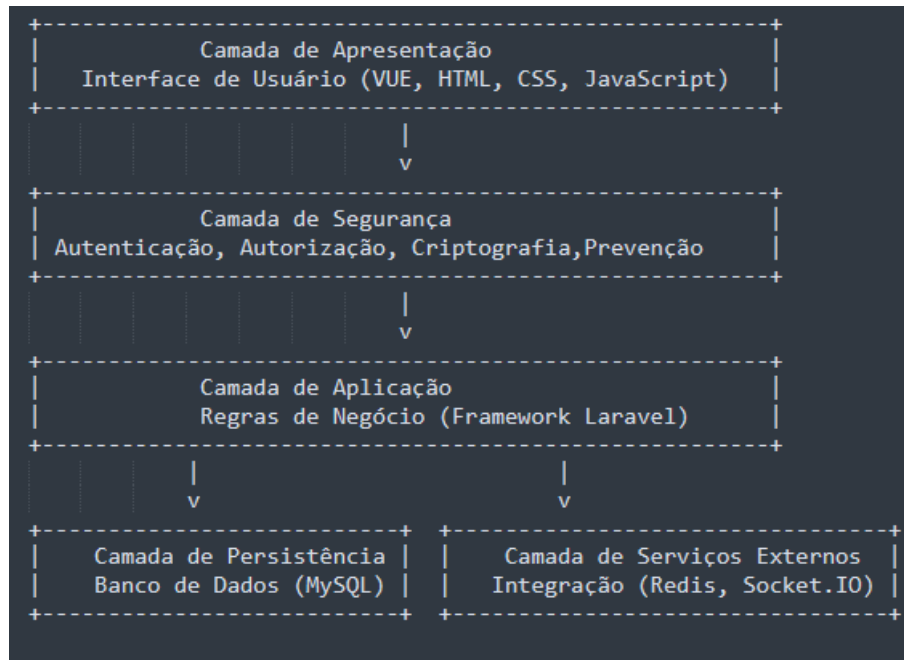 Camada de Apresentação
Interface de Usuário (VUE, HTML, CSS, JavaScript)
v
Camada de Segurança
Autenticação, Autorização, Criptografia,Prevenção
v
Camada de Aplicação
Regras de Negócio (Framework Laravel)
v v
Camada de Persistência
Banco de Dados (MySQL)
Camada de Serviços Externos
Integração (Redis, Socket.IO)